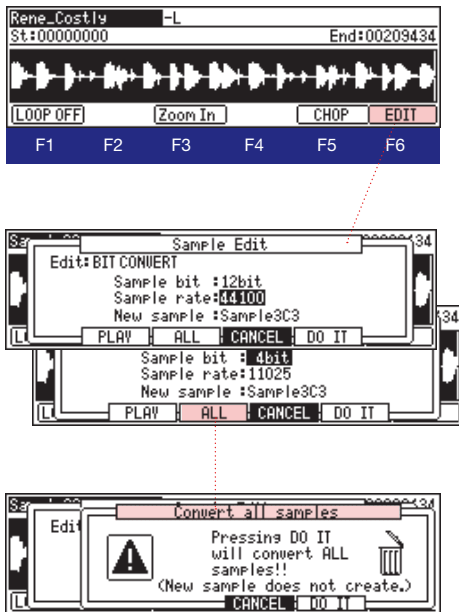 Rene_Costly -L
St:00000000 End:00209434
LOOP OFF Zoom In CHOP EDIT
F1 F2 F3 F4 F5 F6
Sample Edit
Edit:BIT CONVERT
Sample bit :12bit
Sample rate:44100
New sample :Sample3C3
PLAY ALL CANCEL DO IT
Sample bit : 4bit
Sample rate:11025
New sample :Sample3C3
PLAY ALL CANCEL DO IT
Convert all samples
Edit
Pressing DO IT
will convert ALL
samples!!
(New sample does not create.)
CANCEL DO IT